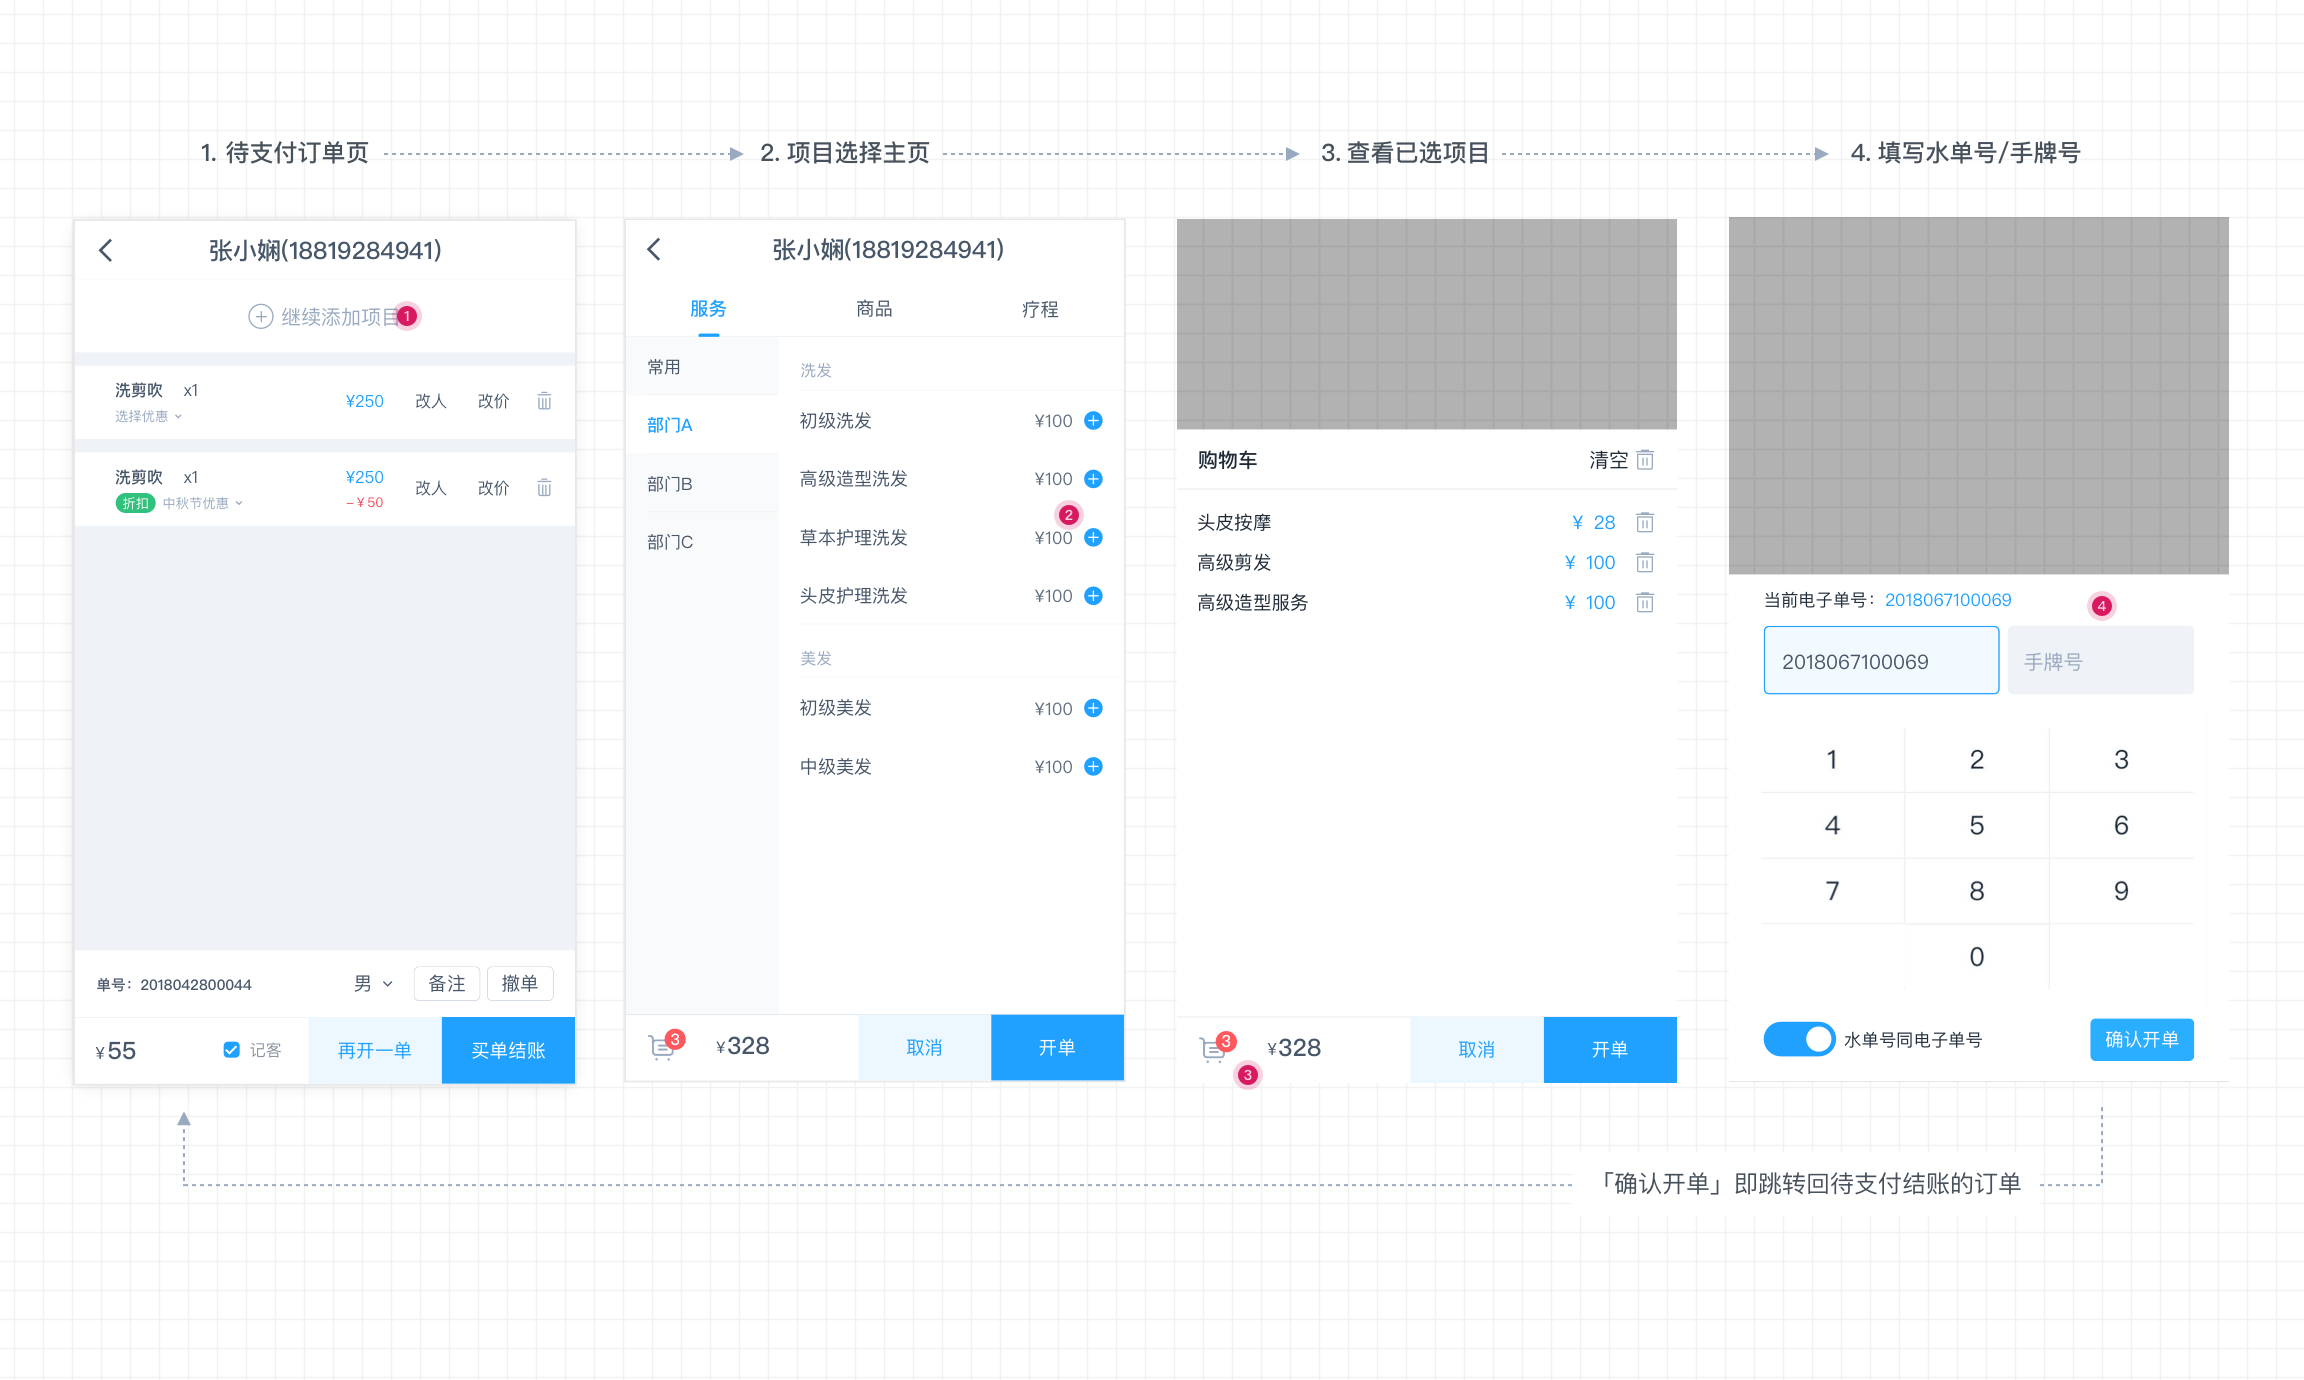 1. 待支付订单页
2. 项目选择主页
3. 查看已选项目
4. 填写水单号/手牌号
张小娴(18819284941)
继续添加项目
1
洗剪吹 x1 ¥250 改人 改价
选择优惠
洗剪吹 x1 ¥250 改人 改价
折扣 中秋节优惠 -¥50
单号：2018042800044 男 备注 撤单
¥55 记客 再开一单 买单结账
张小娴(18819284941)
服务 商品 疗程
常用
部门A
部门B
部门C
洗发
初级洗发 ¥100
高级造型洗发 ¥100
2
草本护理洗发 ¥100
头皮护理洗发 ¥100
美发
初级美发 ¥100
中级美发 ¥100
3 ¥328 取消 开单
购物车 清空
头皮按摩 ¥ 28
高级剪发 ¥ 100
高级造型服务 ¥ 100
3 ¥328 取消 开单
3
当前电子单号：2018067100069
4
2018067100069 手牌号
1 2 3
4 5 6
7 8 9
0
水单号同电子单号 确认开单
「确认开单」即跳转回待支付结账的订单